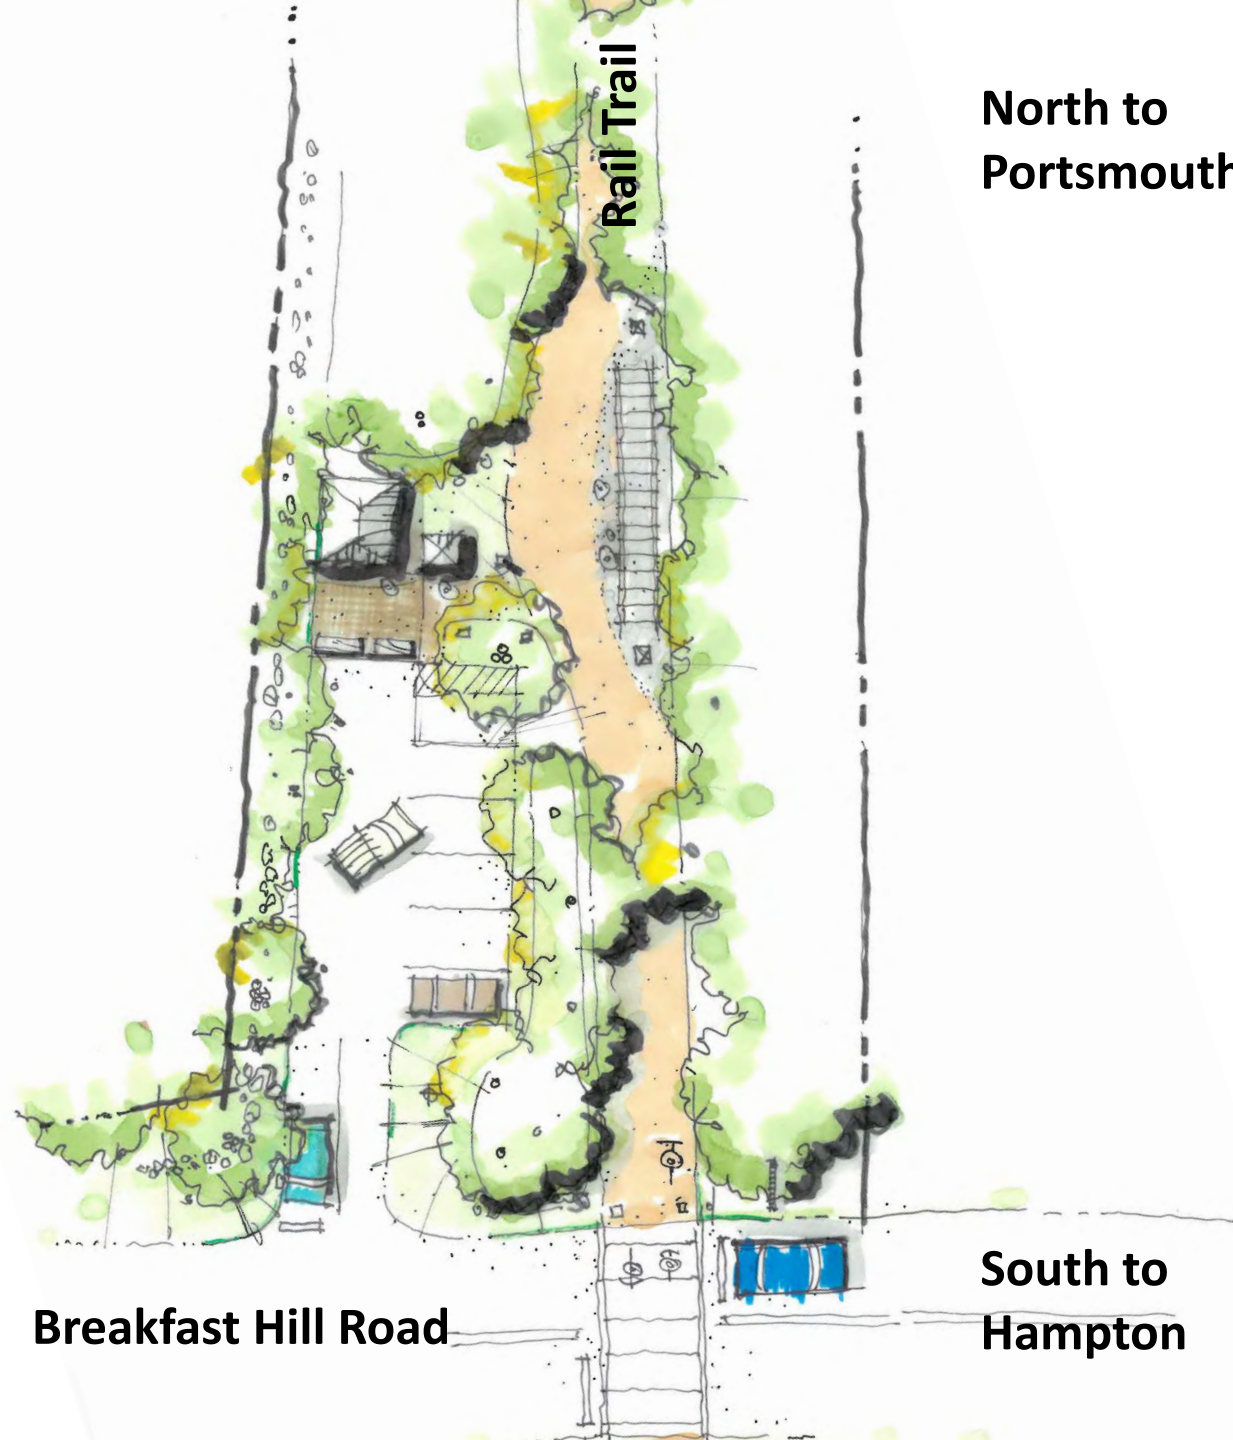 Rail Trail
North to
Portsmouth
South to
Hampton
Breakfast Hill Road